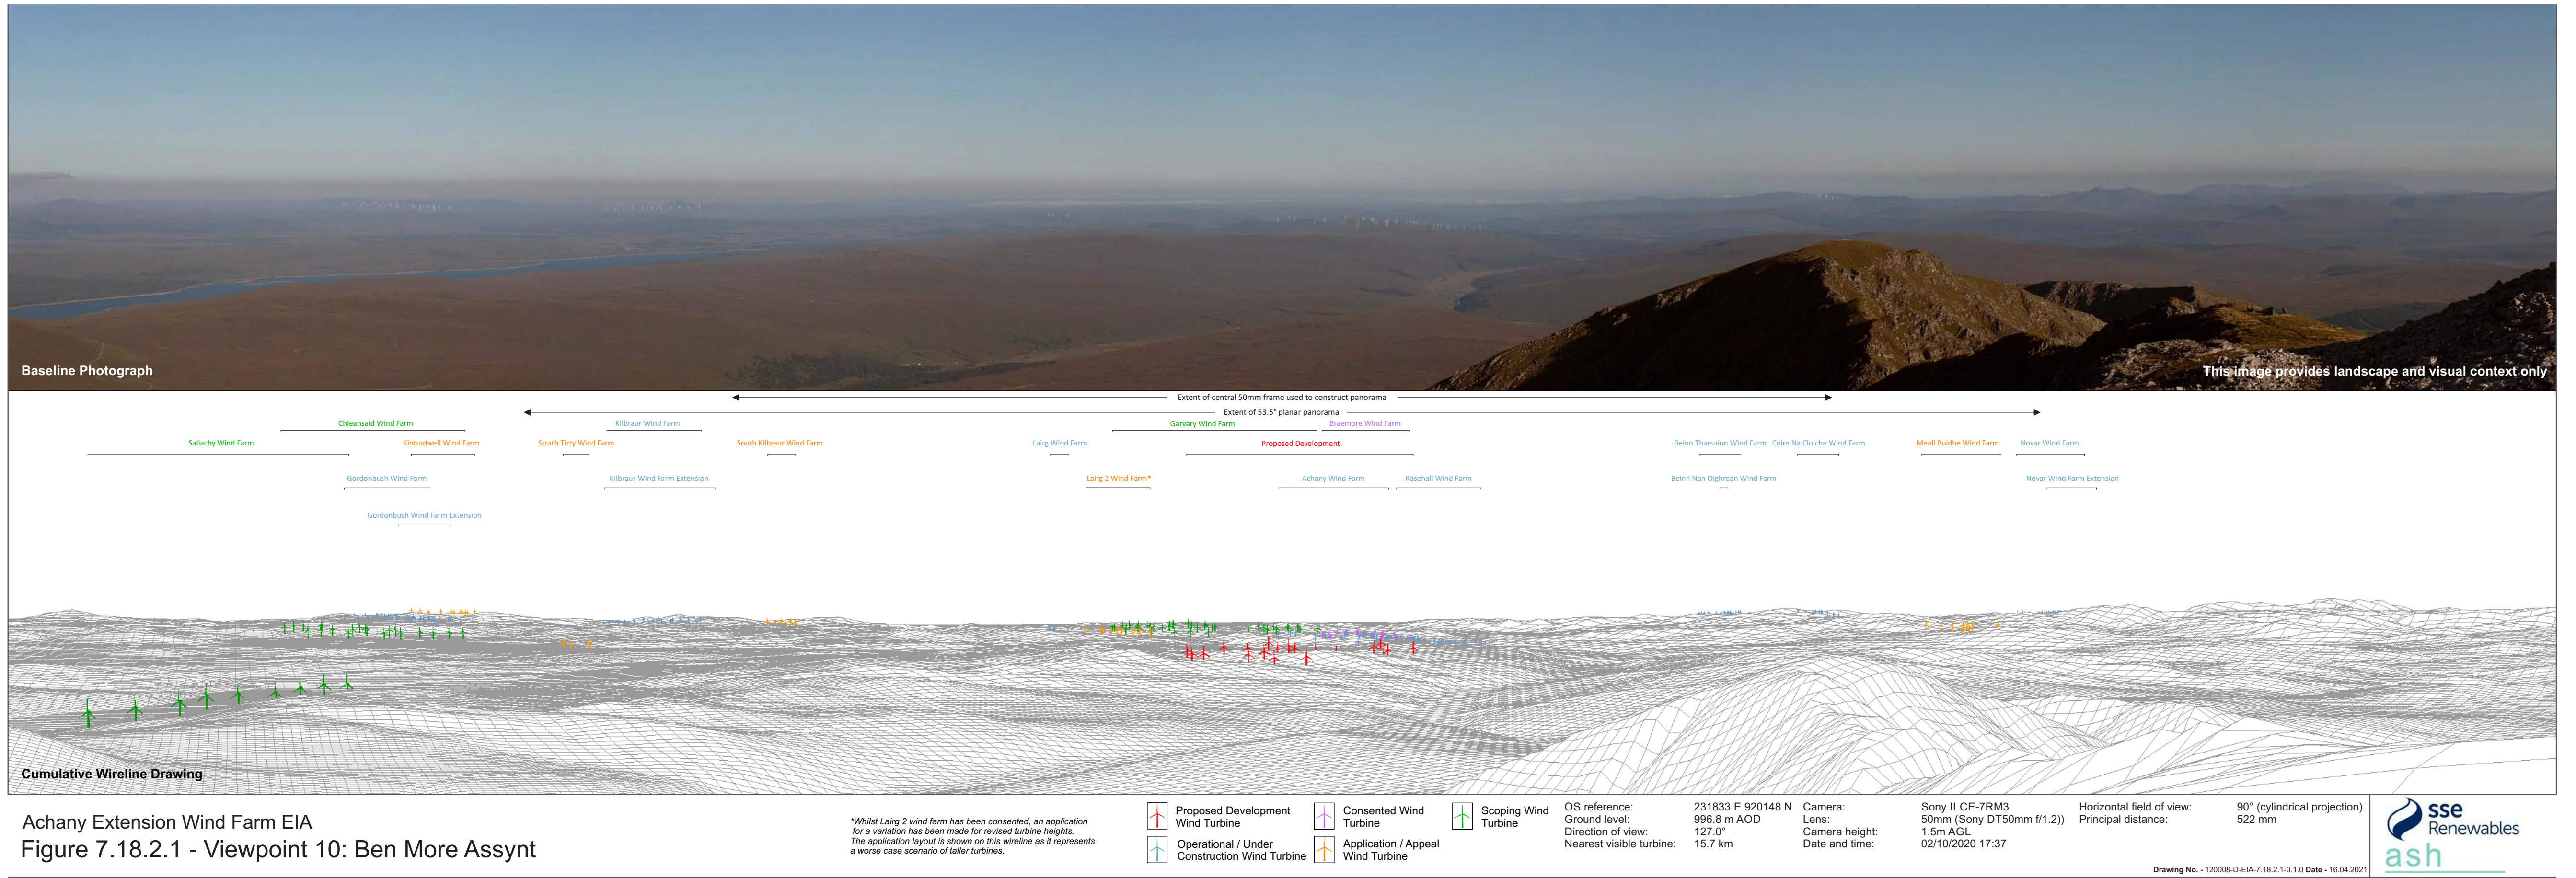 Baseline Photograph
This image provides landscape and visual context only
Extent of central 50mm frame used to construct panorama
Extent of 53.5° planar panorama
Chleansaid Wind Farm
Kilbraur Wind Farm
Garvary Wind Farm
Braemore Wind Farm
Sallachy Wind Farm
Kintradwell Wind Farm
Strath Tirry Wind Farm
South Kilbraur Wind Farm
Lairg Wind Farm
Proposed Development
Beinn Tharsuinn Wind Farm
Coire Na Cloiche Wind Farm
Meall Buidhe Wind Farm
Novar Wind Farm
Gordonbush Wind Farm
Kilbraur Wind Farm Extension
Lairg 2 Wind Farm*
Achany Wind Farm
Rosehall Wind Farm
Beinn Nan Oighrean Wind Farm
Novar Wind Farm Extension
Gordonbush Wind Farm Extension
Cumulative Wireline Drawing
Achany Extension Wind Farm EIA
Figure 7.18.2.1 - Viewpoint 10: Ben More Assynt
*Whilst Lairg 2 wind farm has been consented, an application
for a variation has been made for revised turbine heights.
The application layout is shown on this wireline as it represents
a worse case scenario of taller turbines.
Proposed Development
Wind Turbine
Operational / Under
Construction Wind Turbine
Consented Wind
Turbine
Application / Appeal
Wind Turbine
Scoping Wind
Turbine
OS reference: 231833 E 920148 N
Ground level: 996.8 m AOD
Direction of view: 127.0°
Nearest visible turbine: 15.7 km
Camera: Sony ILCE-7RM3
Lens: 50mm (Sony DT50mm f/1.2))
Camera height: 1.5m AGL
Date and time: 02/10/2020 17:37
Horizontal field of view: 90° (cylindrical projection)
Principal distance: 522 mm
Drawing No. - 120008-D-EIA-7.18.2.1-0.1.0 Date - 16.04.2021
sse
Renewables
ash